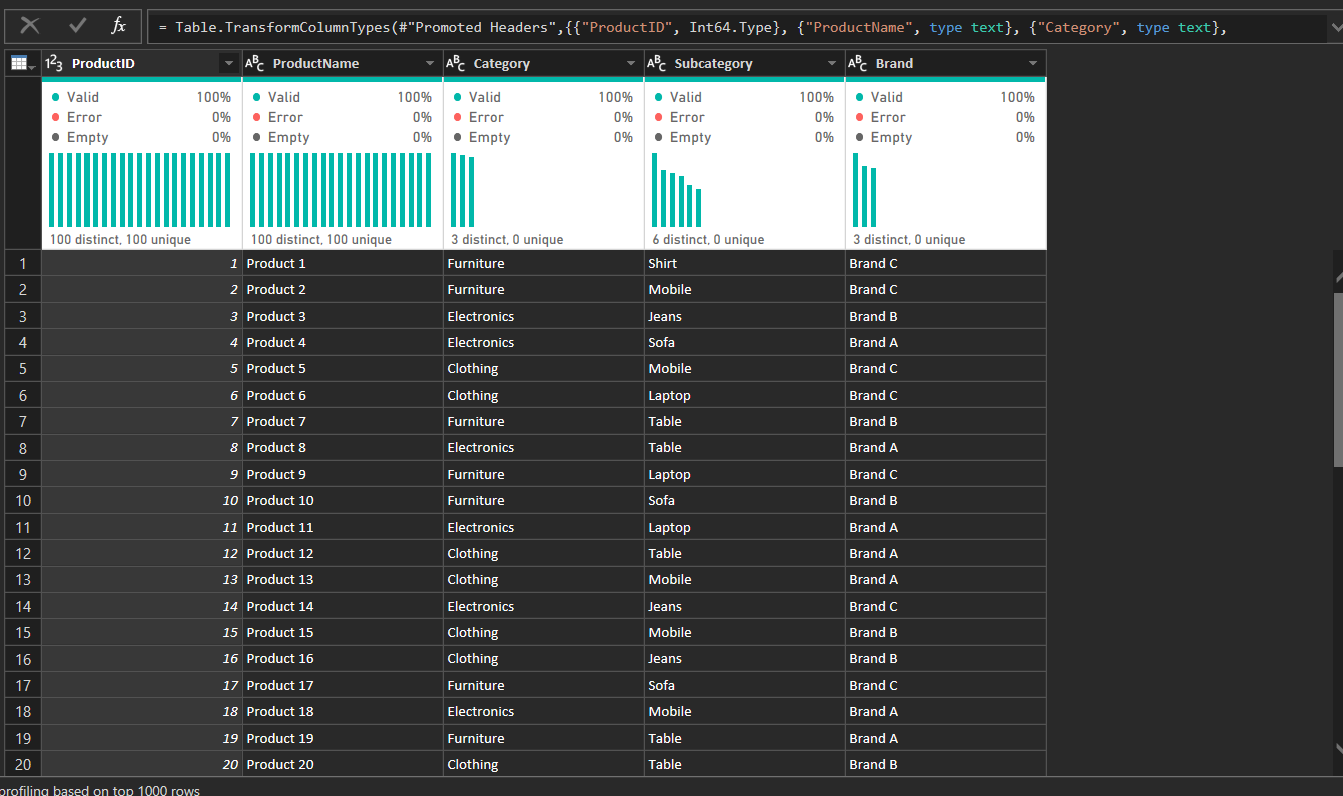 fx = Table.TransformColumnTypes(#"Promoted Headers",{{"ProductID", Int64.Type}, {"ProductName", type text}, {"Category", type text},
123 ProductID ABC ProductName ABC Category ABC Subcategory ABC Brand
Valid 100% Valid 100% Valid 100% Valid 100% Valid 100%
Error 0% Error 0% Error 0% Error 0% Error 0%
Empty 0% Empty 0% Empty 0% Empty 0% Empty 0%
100 distinct, 100 unique 100 distinct, 100 unique 3 distinct, 0 unique 6 distinct, 0 unique 3 distinct, 0 unique
1 1 Product 1 Furniture Shirt Brand C
2 2 Product 2 Furniture Mobile Brand C
3 3 Product 3 Electronics Jeans Brand B
4 4 Product 4 Electronics Sofa Brand A
5 5 Product 5 Clothing Mobile Brand C
6 6 Product 6 Clothing Laptop Brand C
7 7 Product 7 Furniture Table Brand B
8 8 Product 8 Electronics Table Brand A
9 9 Product 9 Furniture Laptop Brand C
10 10 Product 10 Furniture Sofa Brand B
11 11 Product 11 Electronics Laptop Brand A
12 12 Product 12 Clothing Table Brand A
13 13 Product 13 Clothing Mobile Brand A
14 14 Product 14 Electronics Jeans Brand C
15 15 Product 15 Clothing Mobile Brand B
16 16 Product 16 Clothing Jeans Brand B
17 17 Product 17 Furniture Sofa Brand C
18 18 Product 18 Electronics Mobile Brand A
19 19 Product 19 Furniture Table Brand A
20 20 Product 20 Clothing Table Brand B
profiling based on top 1000 rows